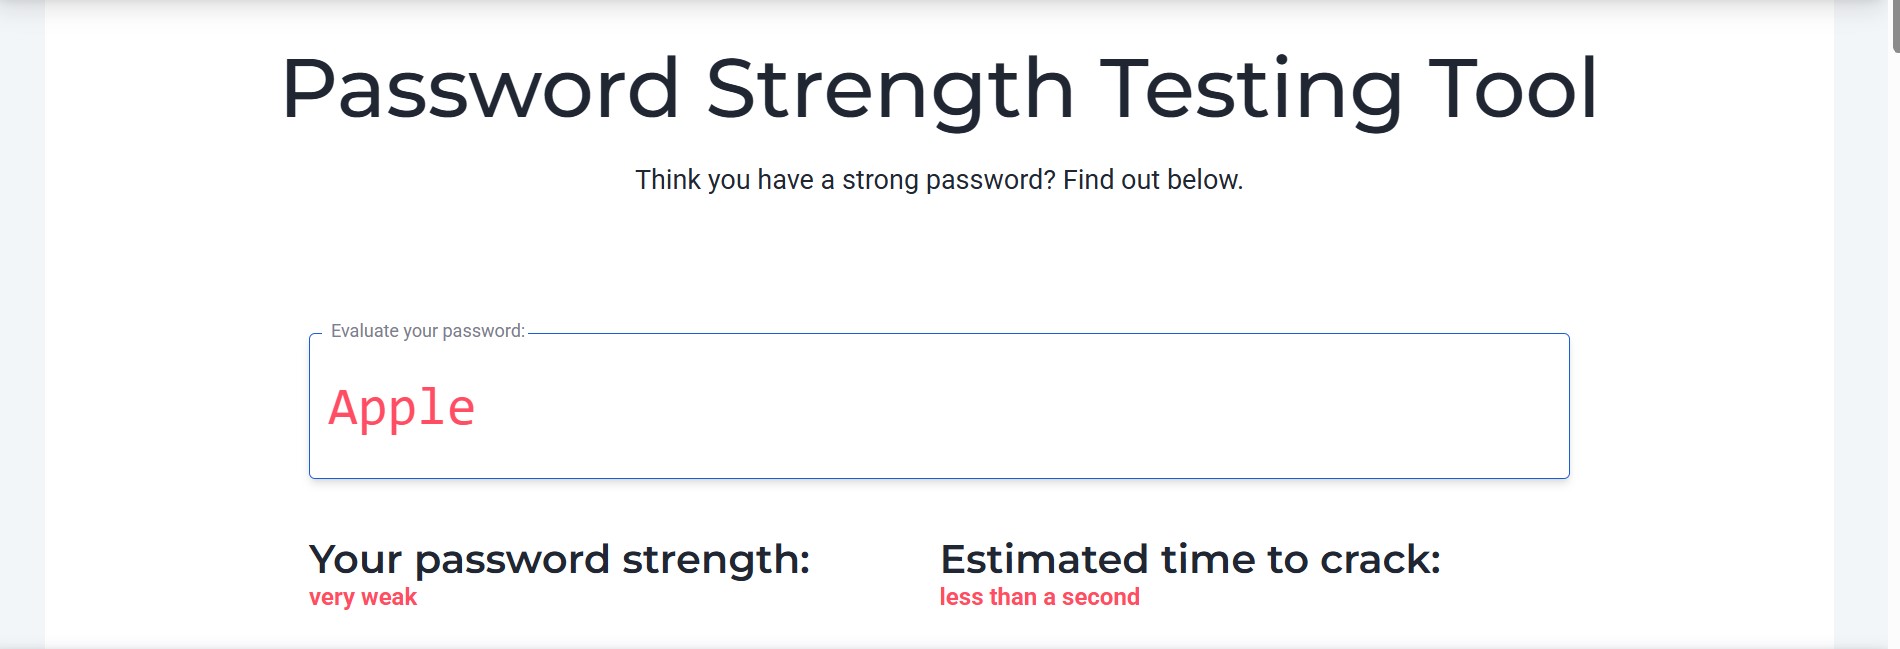 Password Strength Testing Tool
Think you have a strong password? Find out below.
Evaluate your password:
Apple
Your password strength:
very weak
Estimated time to crack:
less than a second